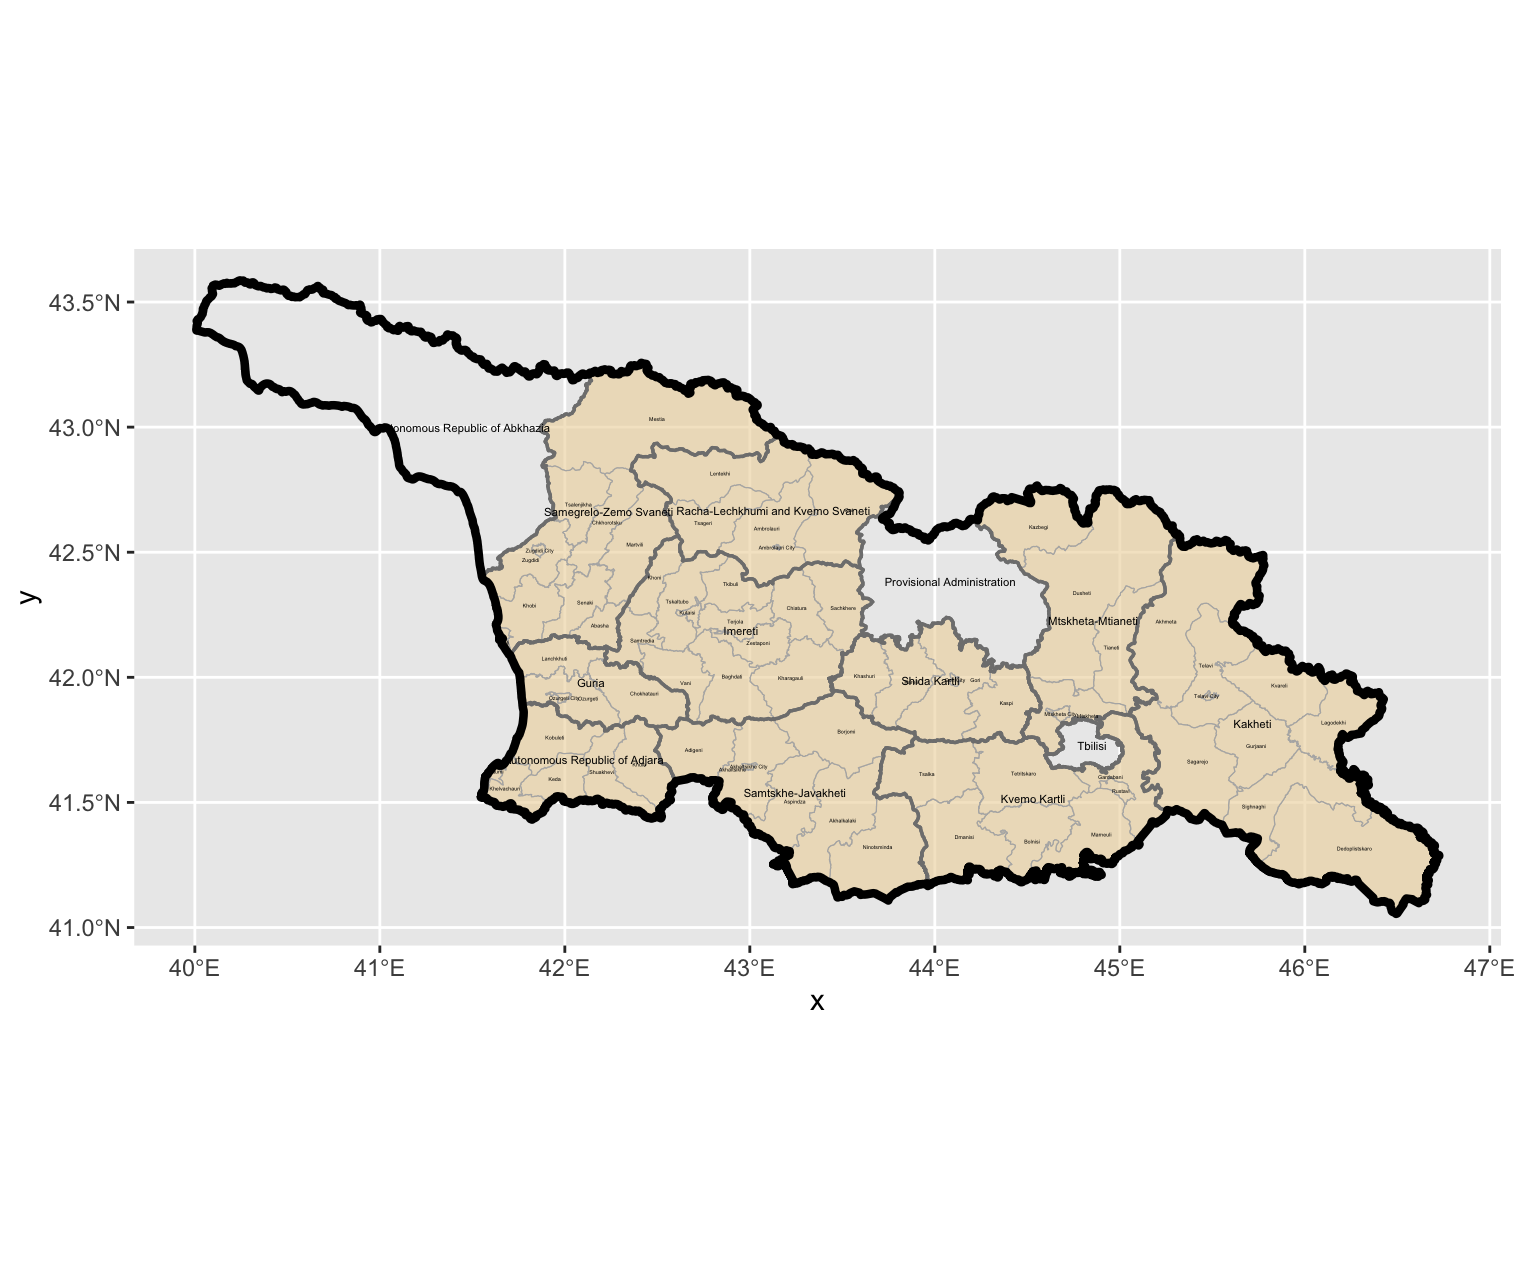 43.5°N
43.0°N
42.5°N
42.0°N
41.5°N
41.0°N
y
Mestia
onomous Republic of Abkhazia
Lentekhi
Tsalenjikha
Samegrelo-Zemo Svaneti
Racha-Lechkhumi and Kvemo Svaneti
Chkhorotsku
Tsageri
Ambrolauri
Kazbegi
Martvili
Ambrolauri City
Zugdidi City
Zugdidi
Khoni
Tkibuli
Provisional Administration
Dusheti
Khobi
Senaki
Tskaltubo
Kutaisi
Chiatura
Sachkhere
Abasha
Terjola
Mtskheta-Mtianeti
Akhmeta
Imereti
Samtredia
Zestaponi
Tianeti
Lanchkhuti
Telavi
Guria
Vani
Baghdati
Kharagauli
Khashuri
Shida Kartli
Gori
Kvareli
Chokhatauri
Ozurgeti City
Ozurgeti
Telavi City
Kaspi
Mtskheta City
Kakheti
Lagodekhi
Kobuleti
Borjomi
Tbilisi
Gurjaani
Adigeni
Autonomous Republic of Adjara
Sagarejo
Akhaltsikhe City
Keda
Shuakhevi
Tsalka
Tetritskaro
Gardabani
Khelvachauri
Samtskhe-Javakheti
Rustavi
Aspindza
Kvemo Kartli
Sighnaghi
Akhalkalaki
Dmanisi
Bolnisi
Marneuli
Ninotsminda
Dedoplistskaro
40°E
41°E
42°E
43°E
44°E
45°E
46°E
47°E
x